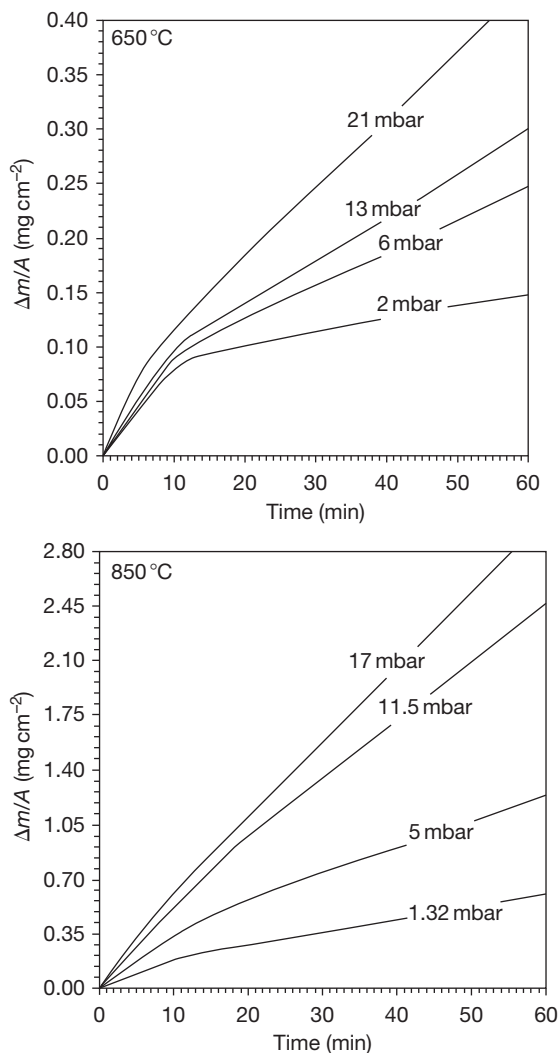 650 °C
0.40
0.35
0.30
0.25
0.20
0.15
0.10
0.05
0.00
Δm/A (mg cm⁻²)
21 mbar
13 mbar
6 mbar
2 mbar
0 10 20 30 40 50 60
Time (min)
850 °C
2.80
2.45
2.10
1.75
1.40
1.05
0.70
0.35
0.00
Δm/A (mg cm⁻²)
17 mbar
11.5 mbar
5 mbar
1.32 mbar
0 10 20 30 40 50 60
Time (min)